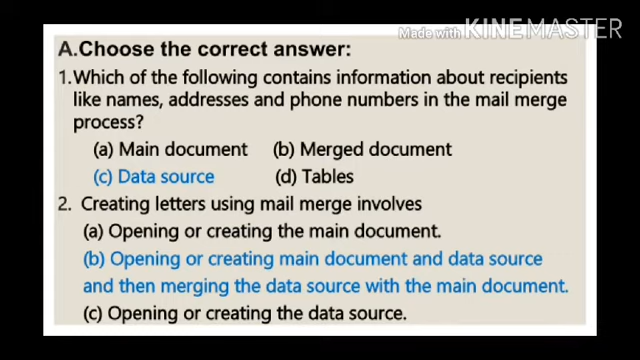 Made with KINEMASTER
A.Choose the correct answer:
1.Which of the following contains information about recipients
like names, addresses and phone numbers in the mail merge
process?
(a) Main document (b) Merged document
(c) Data source (d) Tables
2. Creating letters using mail merge involves
(a) Opening or creating the main document.
(b) Opening or creating main document and data source
and then merging the data source with the main document.
(c) Opening or creating the data source.